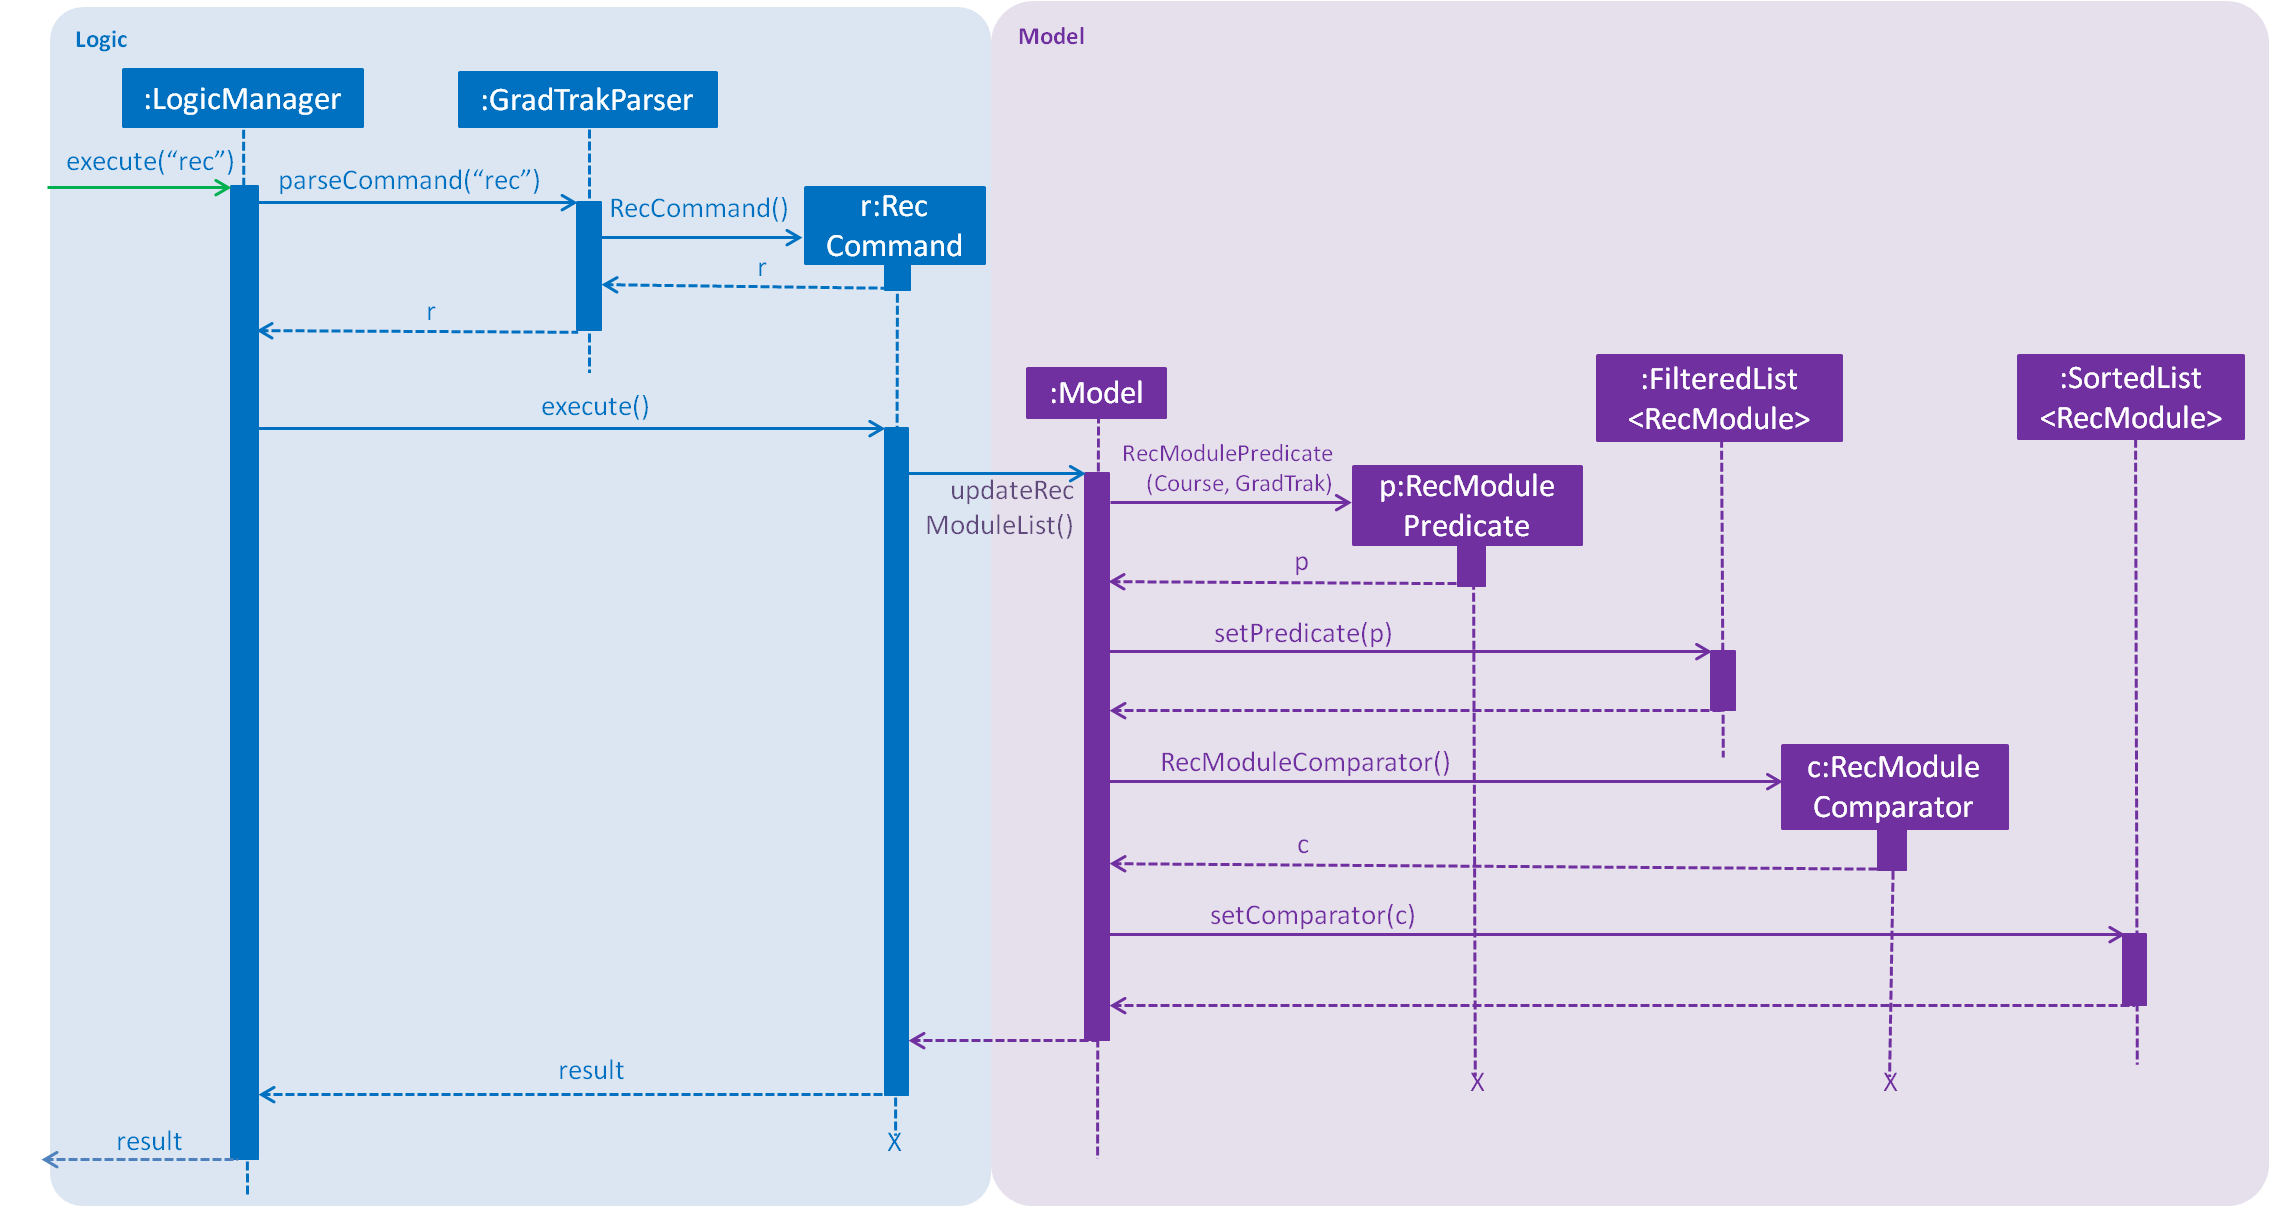 Logic
Model
:LogicManager
:GradTrakParser
execute(“rec”)
parseCommand(“rec”)
RecCommand()
r:Rec
Command
r
r
:Model
:FilteredList
<RecModule>
:SortedList
<RecModule>
execute()
RecModulePredicate
(Course, GradTrak)
p:RecModule
Predicate
updateRec
ModuleList()
p
setPredicate(p)
RecModuleComparator()
c:RecModule
Comparator
c
setComparator(c)
result
X
X
result
X